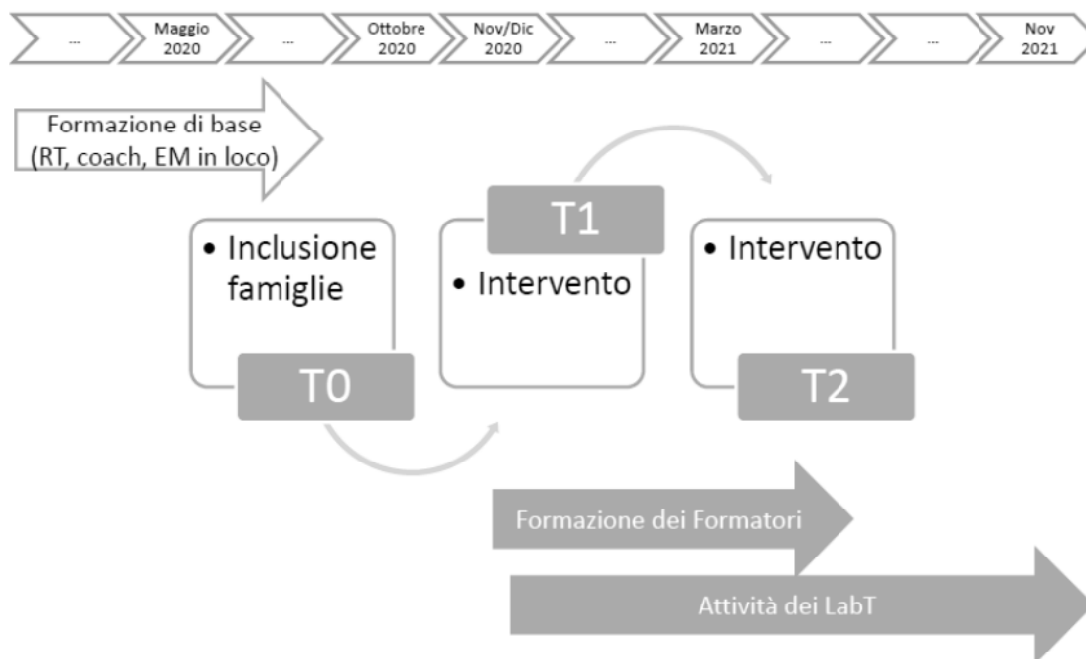 ...
Maggio
2020
...
Ottobre
2020
Nov/Dic
2020
...
Marzo
2021
...
...
Nov
2021
Formazione di base
(RT, coach, EM in loco)
T1
• Inclusione
famiglie
• Intervento
• Intervento
T0
T2
Formazione dei Formatori
Attività dei LabT